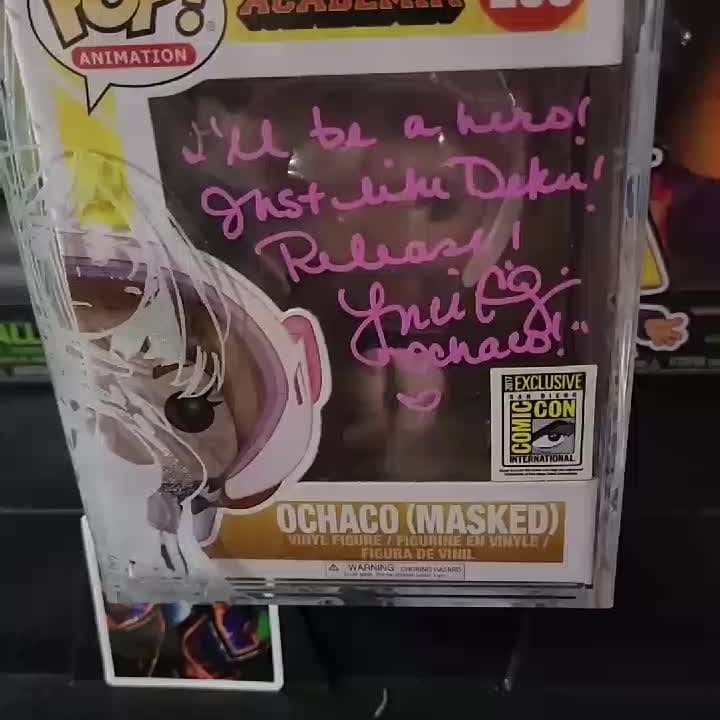 POP!
ANIMATION
ACADEMIA
I'll be a hero!
Just like Deku!
Release!
Ochaco!
2017 EXCLUSIVE
SAN DIEGO
COMIC CON
INTERNATIONAL
OCHACO (MASKED)
VINYL FIGURE / FIGURINE EN VINYLE /
FIGURA DE VINIL
WARNING: CHOKING HAZARD